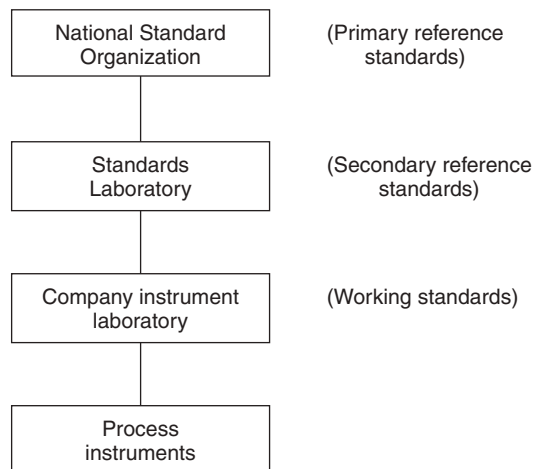 National Standard
Organization
(Primary reference
standards)
Standards
Laboratory
(Secondary reference
standards)
Company instrument
laboratory
(Working standards)
Process
instruments